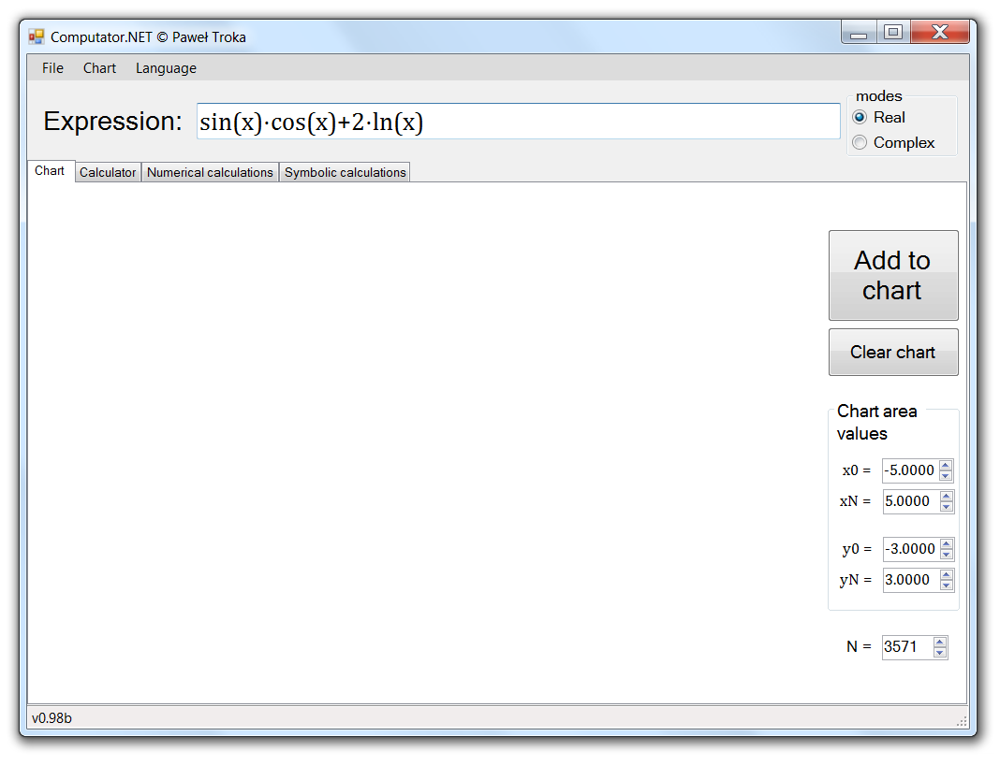 Computator.NET © Paweł Troka
File Chart Language
Expression: sin(x)·cos(x)+2·ln(x)
modes
Real
Complex
Chart Calculator Numerical calculations Symbolic calculations
Add to
chart
Clear chart
Chart area
values
x0 = -5.0000
xN = 5.0000
y0 = -3.0000
yN = 3.0000
N = 3571
v0.98b